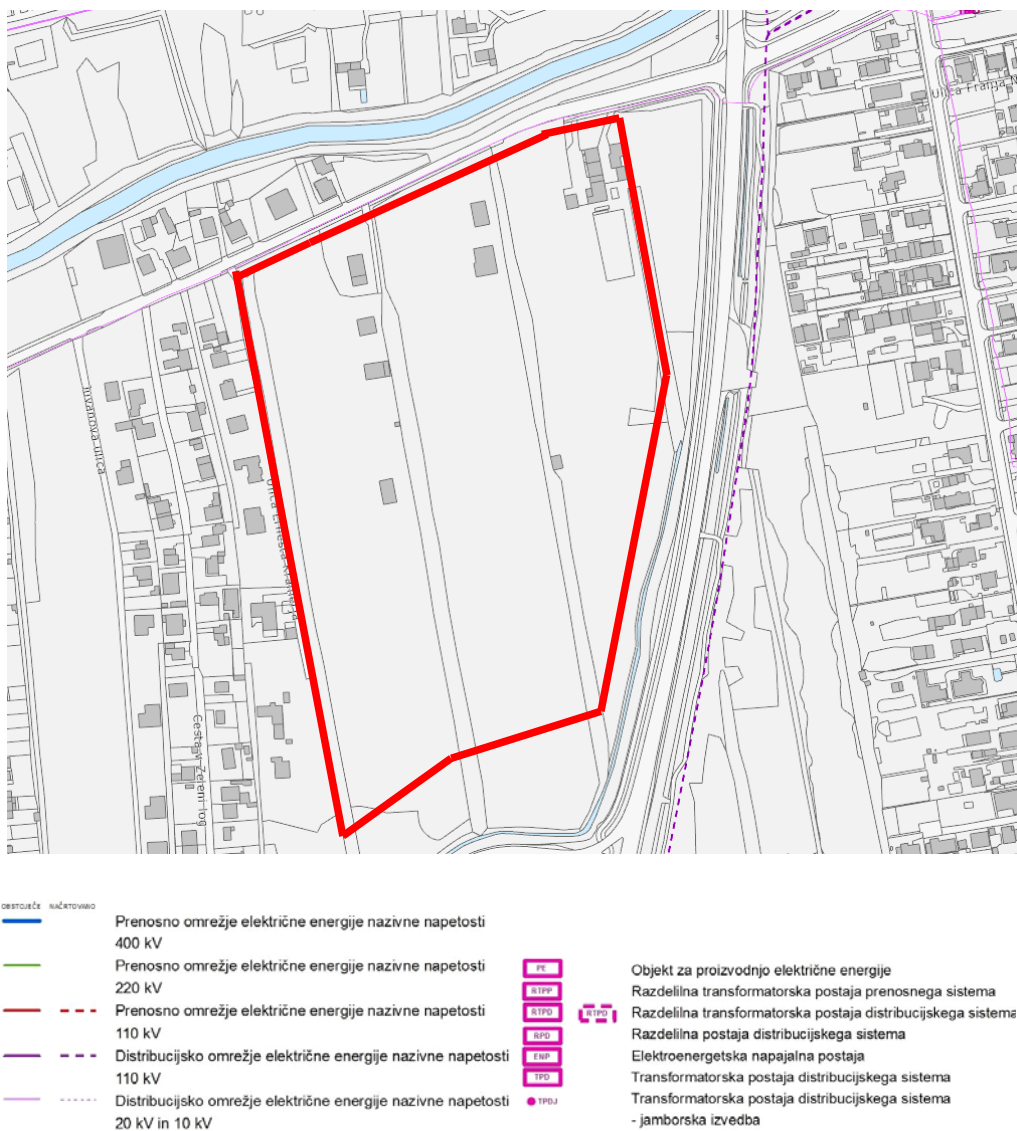 Ulica Franja
Invanova ulica
Ulica Ernesta Kramerja
Cesta v Zeleni log
OBSTOJEČE NAČRTOVANO
Prenosno omrežje električne energije nazivne napetosti
400 kV
Prenosno omrežje električne energije nazivne napetosti
220 kV
Prenosno omrežje električne energije nazivne napetosti
110 kV
Distribucijsko omrežje električne energije nazivne napetosti
110 kV
Distribucijsko omrežje električne energije nazivne napetosti
20 kV in 10 kV
PE Objekt za proizvodnjo električne energije
RTPP Razdelilna transformatorska postaja prenosnega sistema
RTPD RTPD Razdelilna transformatorska postaja distribucijskega sistema
RPD Razdelilna postaja distribucijskega sistema
ENP Elektroenergetska napajalna postaja
TPD Transformatorska postaja distribucijskega sistema
TPDJ Transformatorska postaja distribucijskega sistema
- jamborska izvedba